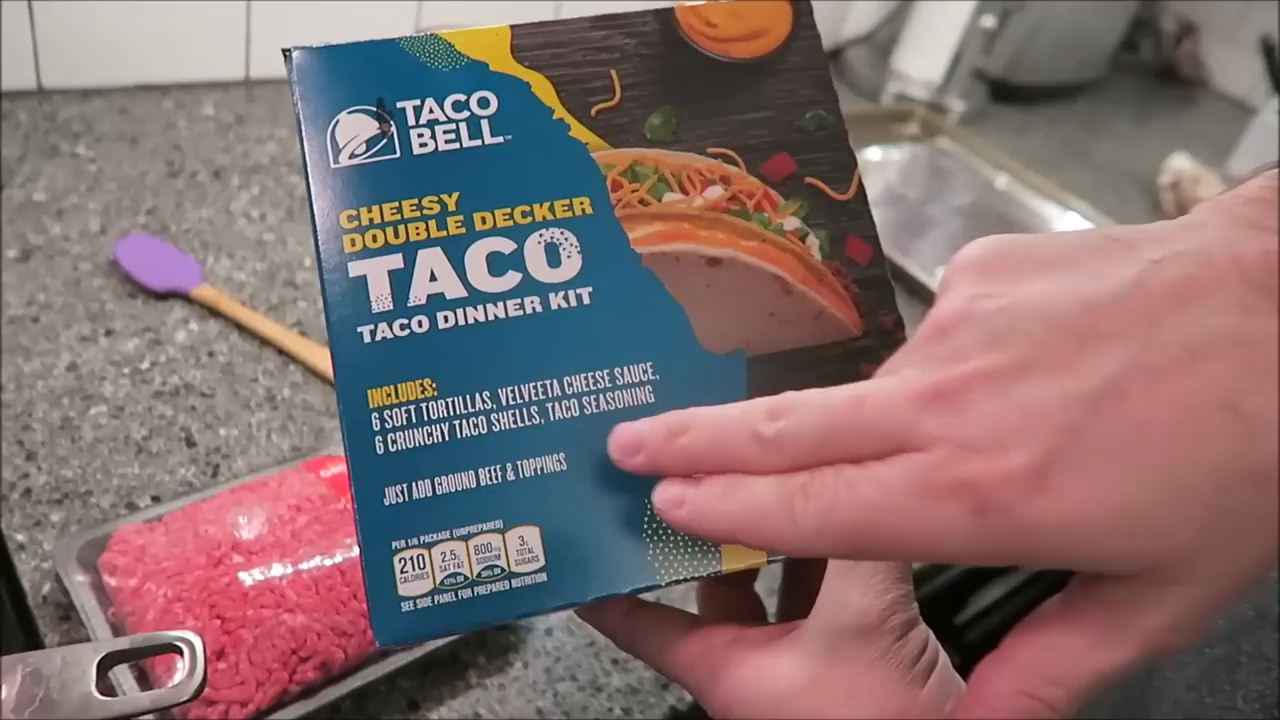 TACO
BELL™
CHEESY
DOUBLE DECKER
TACO
TACO DINNER KIT
INCLUDES:
6 SOFT TORTILLAS, VELVEETA CHEESE SAUCE,
6 CRUNCHY TACO SHELLS, TACO SEASONING
JUST ADD GROUND BEEF & TOPPINGS
PER 1/6 PACKAGE (UNPREPARED)
210 CALORIES
2.5g SAT FAT 12% DV
800mg SODIUM 35% DV
3g TOTAL SUGARS
SEE SIDE PANEL FOR PREPARED NUTRITION